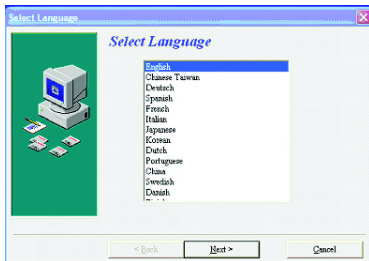 Select Language
Select Language
English
Chinese Taiwan
Deutsch
Spanish
French
Italian
Japanese
Korean
Dutch
Portuguese
China
Swedish
Danish
< Back
Next >
Cancel